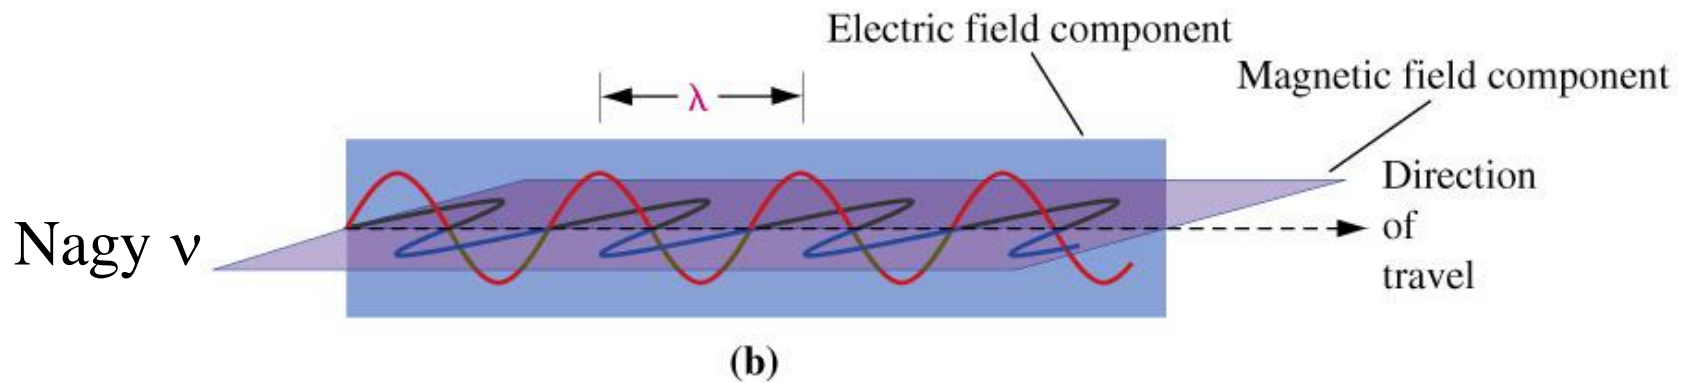 Electric field component
Magnetic field component
λ
Direction
of
travel
Nagy ν
(b)